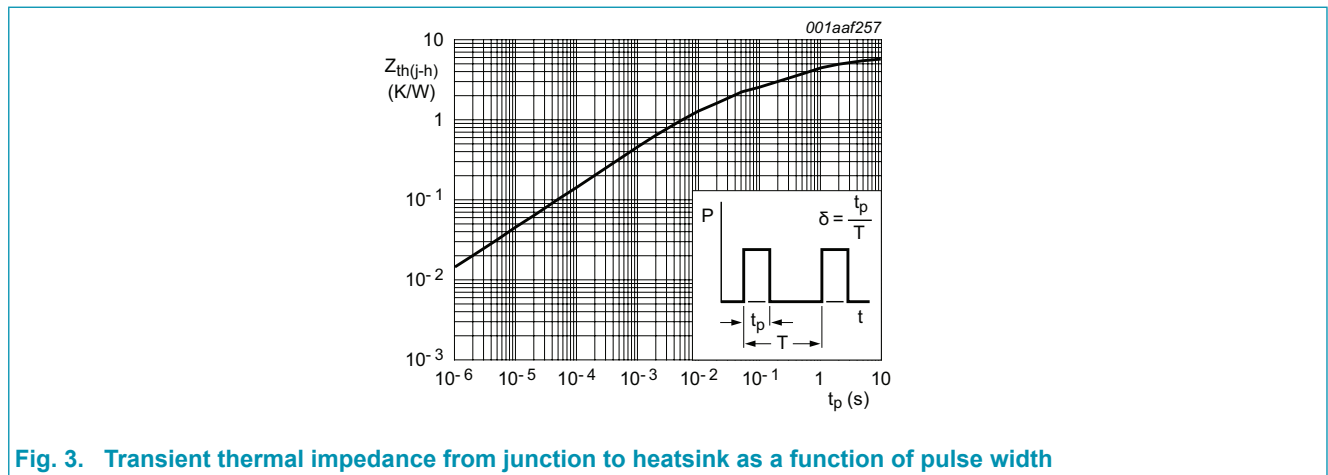 001aaf257
10
Z th(j-h)
(K/W)
1
10-1
10-2
10-3
P
δ = tp/T
tp
t
T
10-6 10-5 10-4 10-3 10-2 10-1 1 10
tp (s)
Fig. 3. Transient thermal impedance from junction to heatsink as a function of pulse width